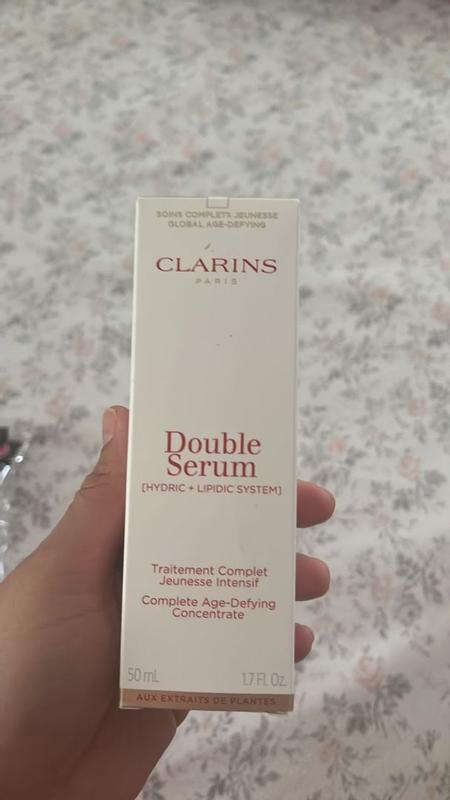 SOINS COMPLETS JEUNESSE
GLOBAL AGE-DEFYING
CLARINS
PARIS
Double
Serum
[HYDRIC + LIPIDIC SYSTEM]
Traitement Complet
Jeunesse Intensif
Complete Age-Defying
Concentrate
50 mL 1.7 Fl. Oz.
AUX EXTRAITS DE PLANTES